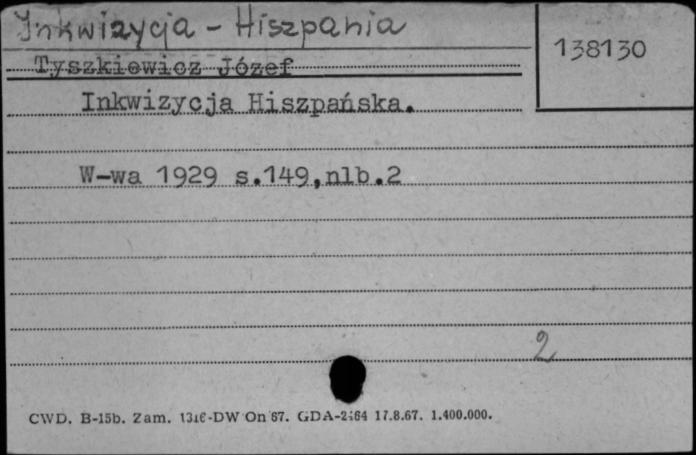 Inkwizycja - Hiszpania
138130
Tyszkiewicz Józef
Inkwizycja Hiszpańska.
W-wa 1929 s.149,nlb.2
2
CWD. B-15b. Zam. 1316-DW On 67. GDA-2464 17.8.67. 1.400.000.